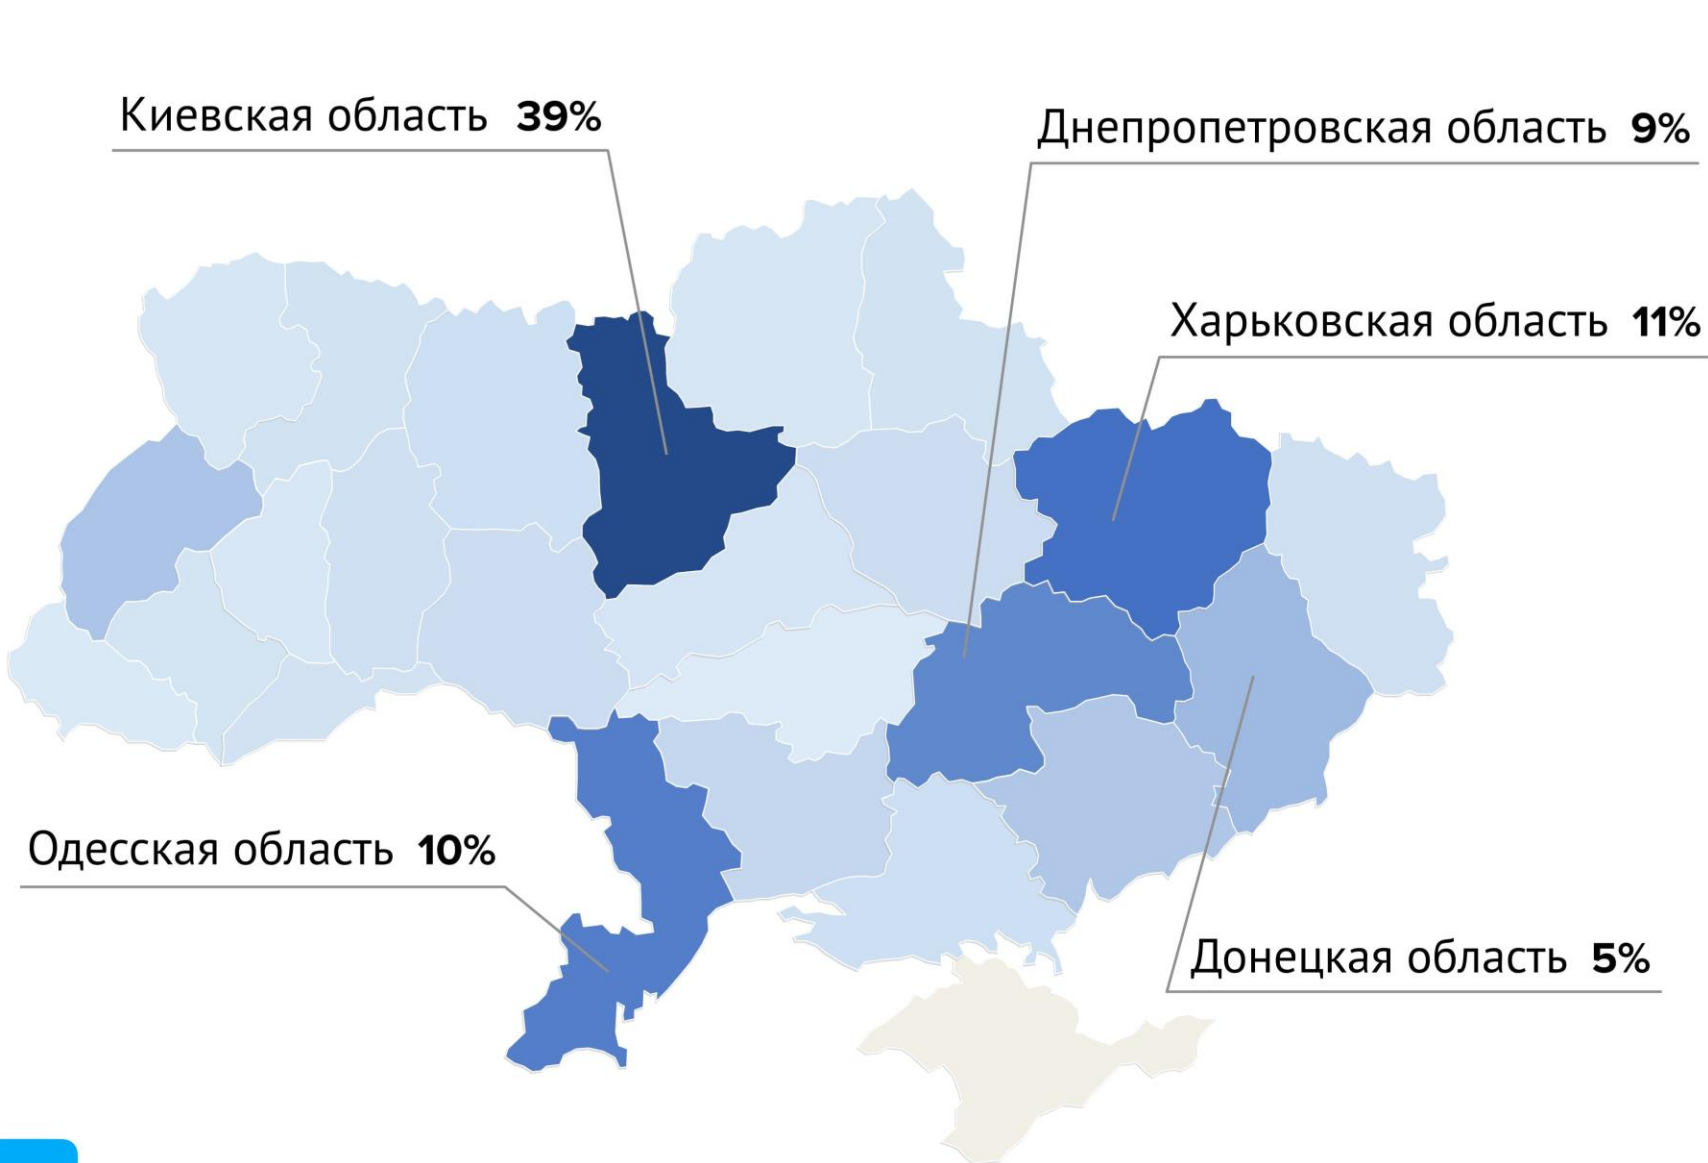 Киевская область 39%
Днепропетровская область 9%
Харьковская область 11%
Одесская область 10%
Донецкая область 5%